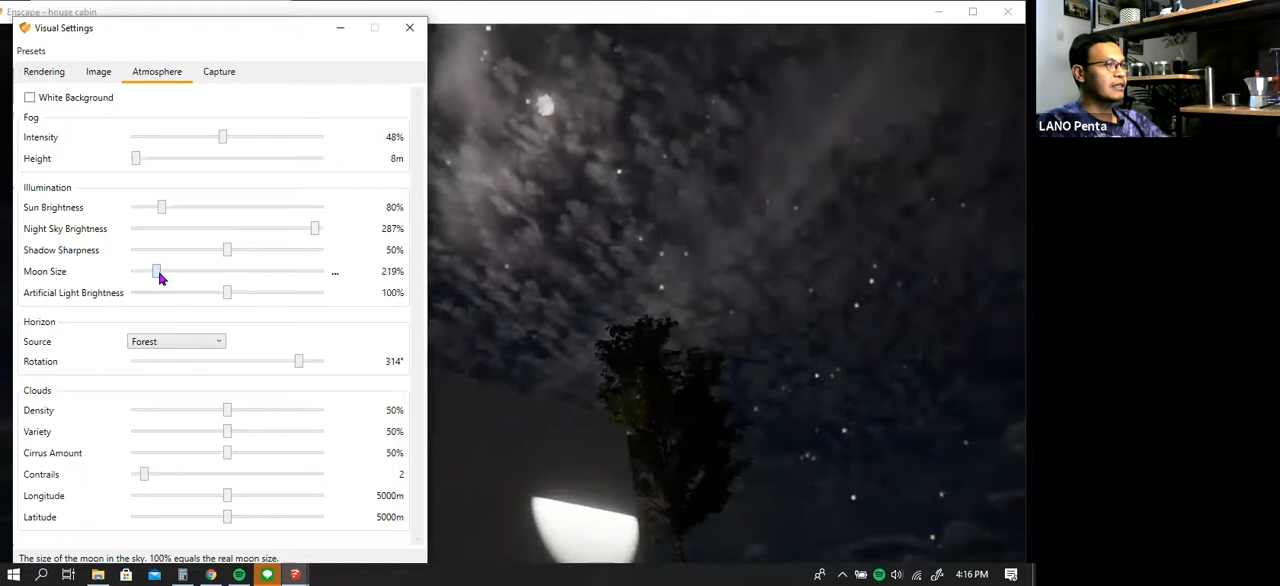 Enscape - house cabin
Visual Settings
Presets
Rendering Image Atmosphere Capture
White Background
Fog
Intensity 48%
Height 8m
Illumination
Sun Brightness 80%
Night Sky Brightness 287%
Shadow Sharpness 50%
Moon Size ... 219%
Artificial Light Brightness 100%
Horizon
Source Forest
Rotation 314°
Clouds
Density 50%
Variety 50%
Cirrus Amount 50%
Contrails 2
Longitude 5000m
Latitude 5000m
The size of the moon in the sky. 100% equals the real moon size.
LANO Penta
4:16 PM